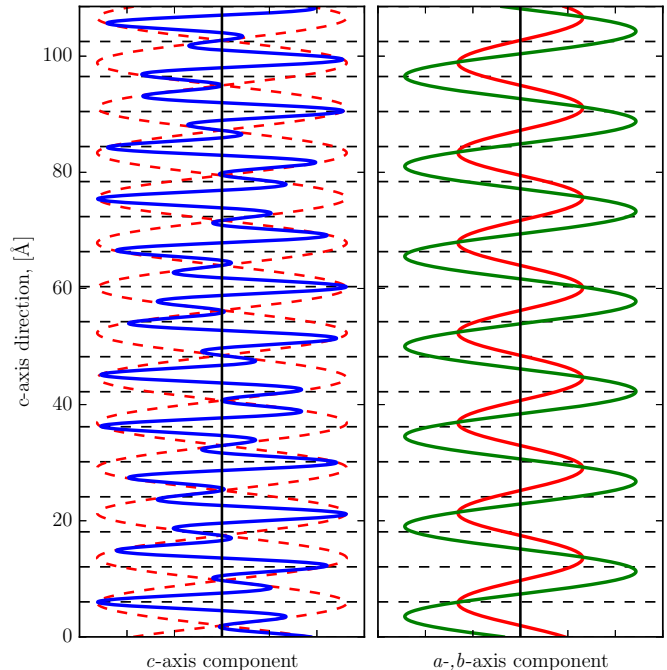 100
80
60
40
20
0
c-axis direction, [Å]
c-axis component
a-,b-axis component